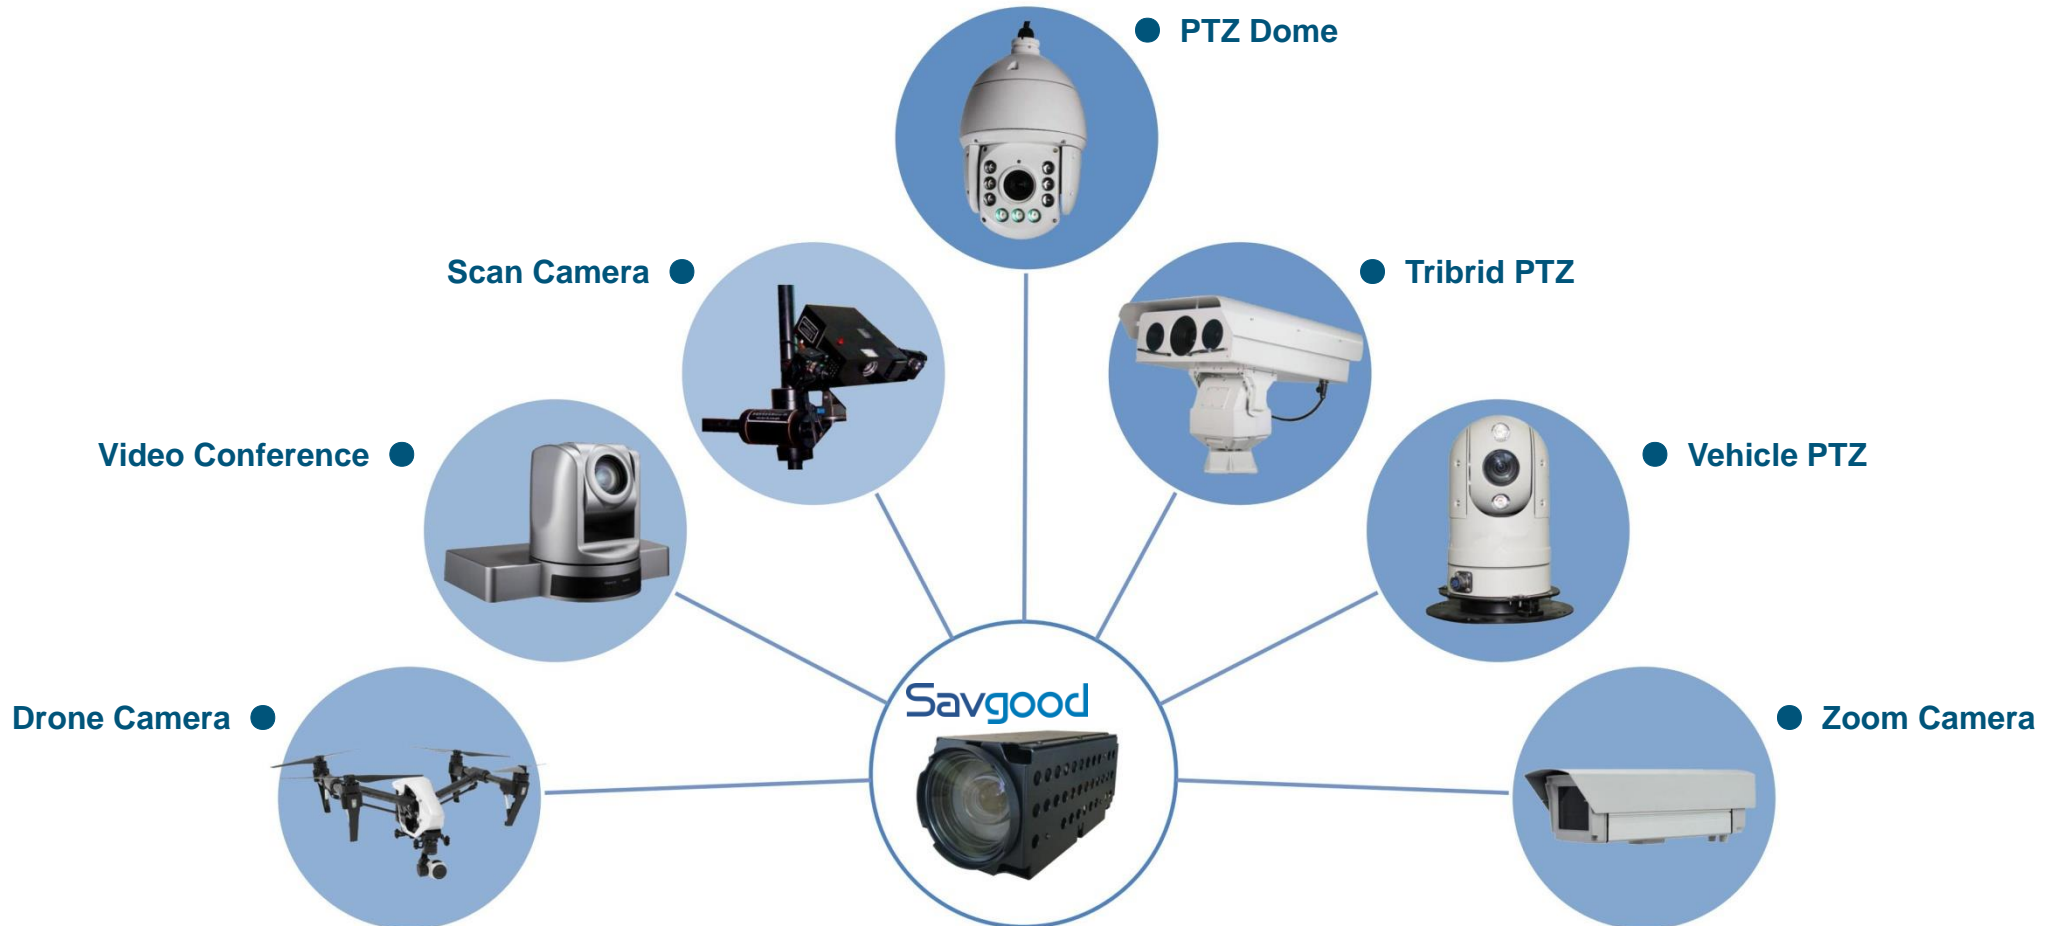 PTZ Dome
Scan Camera
Tribrid PTZ
Video Conference
Vehicle PTZ
Savgood
Drone Camera
Zoom Camera